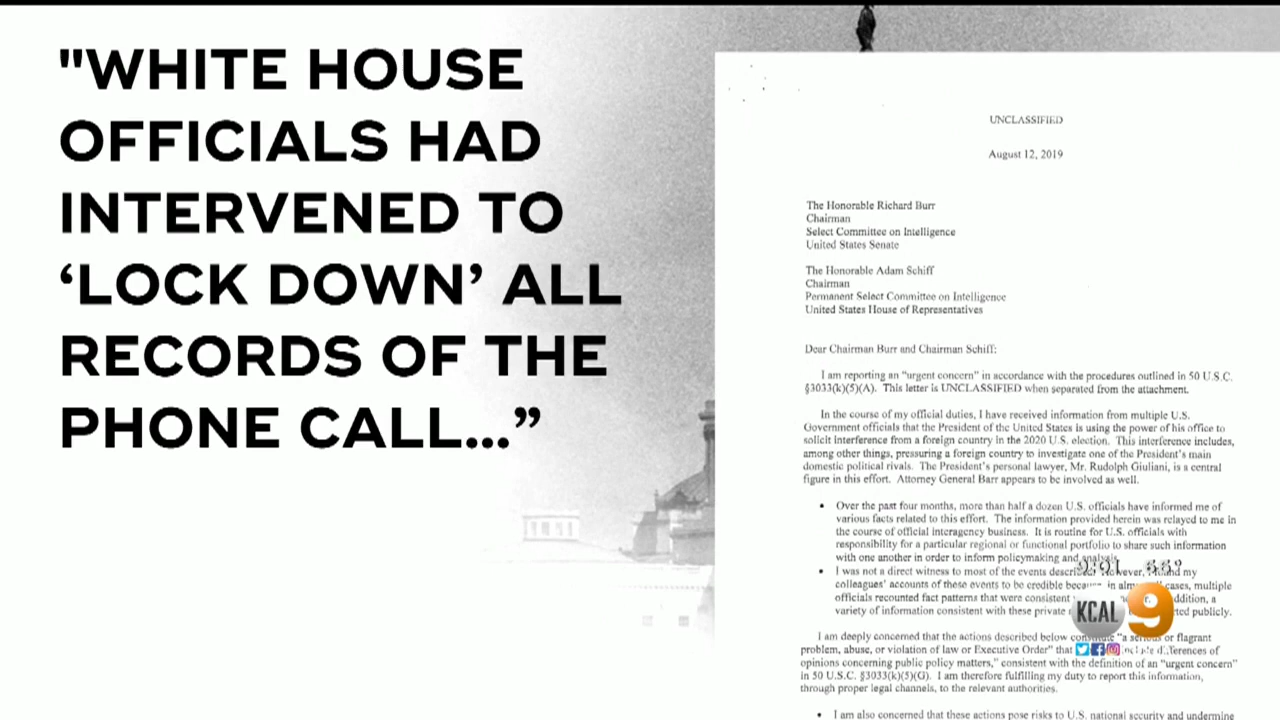 "WHITE HOUSE
OFFICIALS HAD
INTERVENED TO
‘LOCK DOWN’ ALL
RECORDS OF THE
PHONE CALL...”
UNCLASSIFIED
August 12, 2019
The Honorable Richard Burr
Chairman
Select Committee on Intelligence
United States Senate
The Honorable Adam Schiff
Chairman
Permanent Select Committee on Intelligence
United States House of Representatives
Dear Chairman Burr and Chairman Schiff:
I am reporting an "urgent concern" in accordance with the procedures outlined in 50 U.S.C.
§3033(k)(5)(A). This letter is UNCLASSIFIED when separated from the attachment.
In the course of my official duties, I have received information from multiple U.S.
Government officials that the President of the United States is using the power of his office to
solicit interference from a foreign country in the 2020 U.S. election. This interference includes,
among other things, pressuring a foreign country to investigate one of the President's main
domestic political rivals. The President's personal lawyer, Mr. Rudolph Giuliani, is a central
figure in this effort. Attorney General Barr appears to be involved as well.
• Over the past four months, more than half a dozen U.S. officials have informed me of
various facts related to this effort. The information provided herein was relayed to me in
the course of official interagency business. It is routine for U.S. officials with
responsibility for a particular regional or functional portfolio to share such information
with one another in order to inform policymaking and analysis.
• I was not a direct witness to most of the events described. However, I found my
colleagues' accounts of these events to be credible because, in almost all cases, multiple
officials recounted fact patterns that were consistent addition, a
variety of information consistent with these private reported publicly.
KCAL 9
I am deeply concerned that the actions described below constitute "a serious or flagrant
problem, abuse, or violation of law or Executive Order" that differences of
opinions concerning public policy matters," consistent with the definition of an "urgent concern"
in 50 U.S.C. §3033(k)(5)(G). I am therefore fulfilling my duty to report this information,
through proper legal channels, to the relevant authorities.
• I am also concerned that these actions pose risks to U.S. national security and undermine